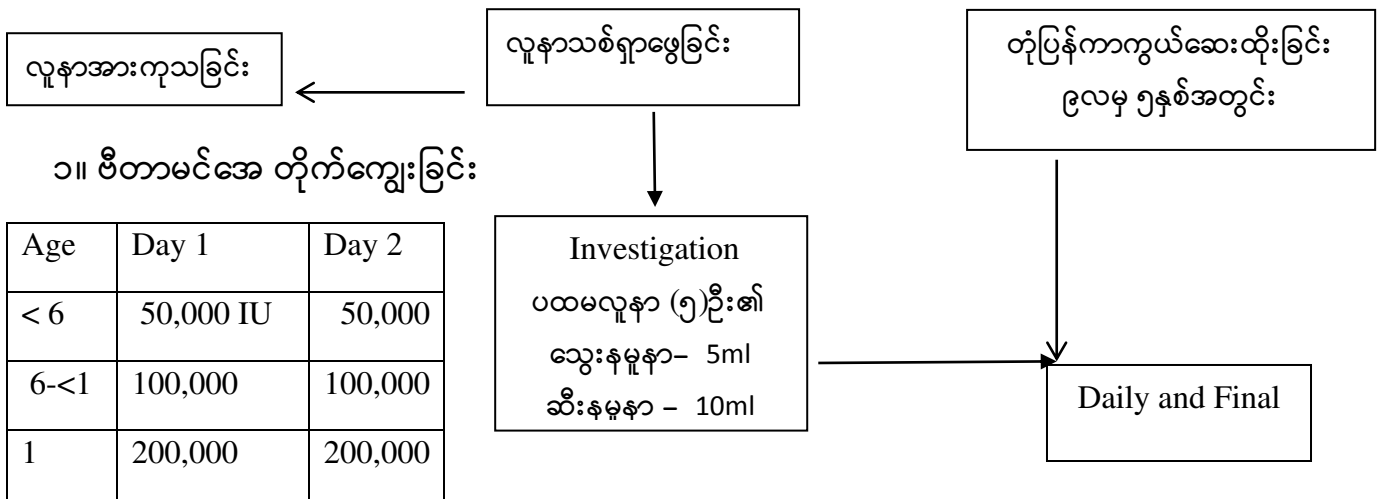 လူနာအားကုသခြင်း
လူနာသစ်ရှာဖွေခြင်း
တုံ့ပြန်ကာကွယ်ဆေးထိုးခြင်း
၉လမှ ၅နှစ်အတွင်း
၁။ ဗီတာမင်အေ တိုက်ကျွေးခြင်း
Age Day 1 Day 2
< 6 50,000 IU 50,000
6-<1 100,000 100,000
1 200,000 200,000
Investigation
ပထမလူနာ (၅)ဦး၏
သွေးနမူနာ– 5ml
ဆီးနမူနာ – 10ml
Daily and Final